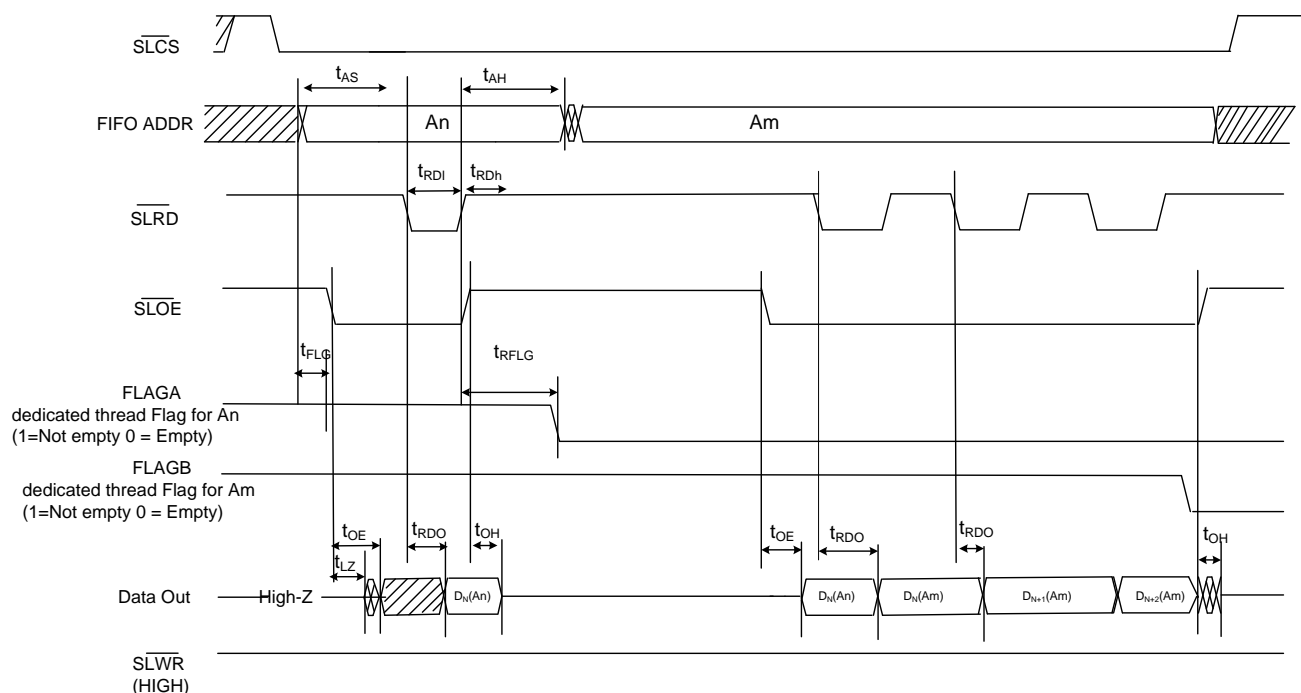 SLCS
tAS
tAH
FIFO ADDR
An
Am
tRDl
tRDh
SLRD
SLOE
tFLG
tRFLG
FLAGA
dedicated thread Flag for An
(1=Not empty 0 = Empty)
FLAGB
dedicated thread Flag for Am
(1=Not empty 0 = Empty)
tOE
tRDO
tOH
tOE
tRDO
tRDO
tOH
tLZ
Data Out
High-Z
DN(An)
DN(An)
DN(Am)
DN+1(Am)
DN+2(Am)
SLWR
(HIGH)